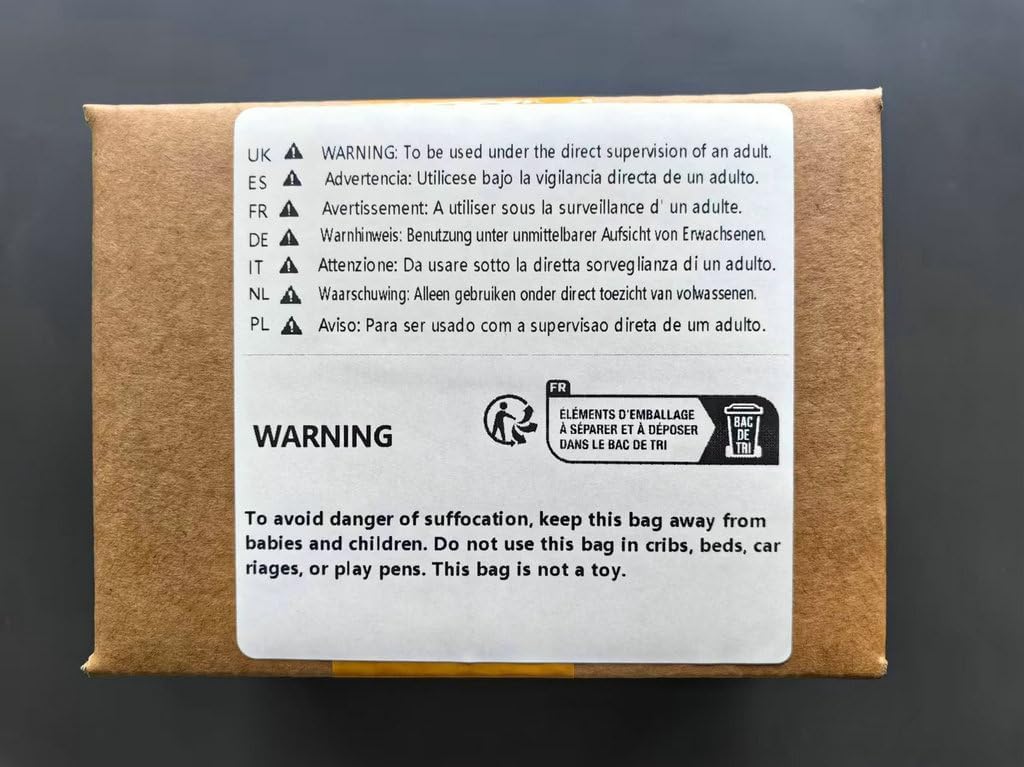 UK WARNING: To be used under the direct supervision of an adult.
ES Advertencia: Utilicese bajo la vigilancia directa de un adulto.
FR Avertissement: A utiliser sous la surveillance d' un adulte.
DE Warnhinweis: Benutzung unter unmittelbarer Aufsicht von Erwachsenen.
IT Attenzione: Da usare sotto la diretta sorveglianza di un adulto.
NL Waarschuwing: Alleen gebruiken onder direct toezicht van volwassenen.
PL Aviso: Para ser usado com a supervisao direta de um adulto.
WARNING
FR
ÉLÉMENTS D'EMBALLAGE
À SÉPARER ET À DÉPOSER
DANS LE BAC DE TRI
BAC
DE
TRI
To avoid danger of suffocation, keep this bag away from
babies and children. Do not use this bag in cribs, beds, car
riages, or play pens. This bag is not a toy.